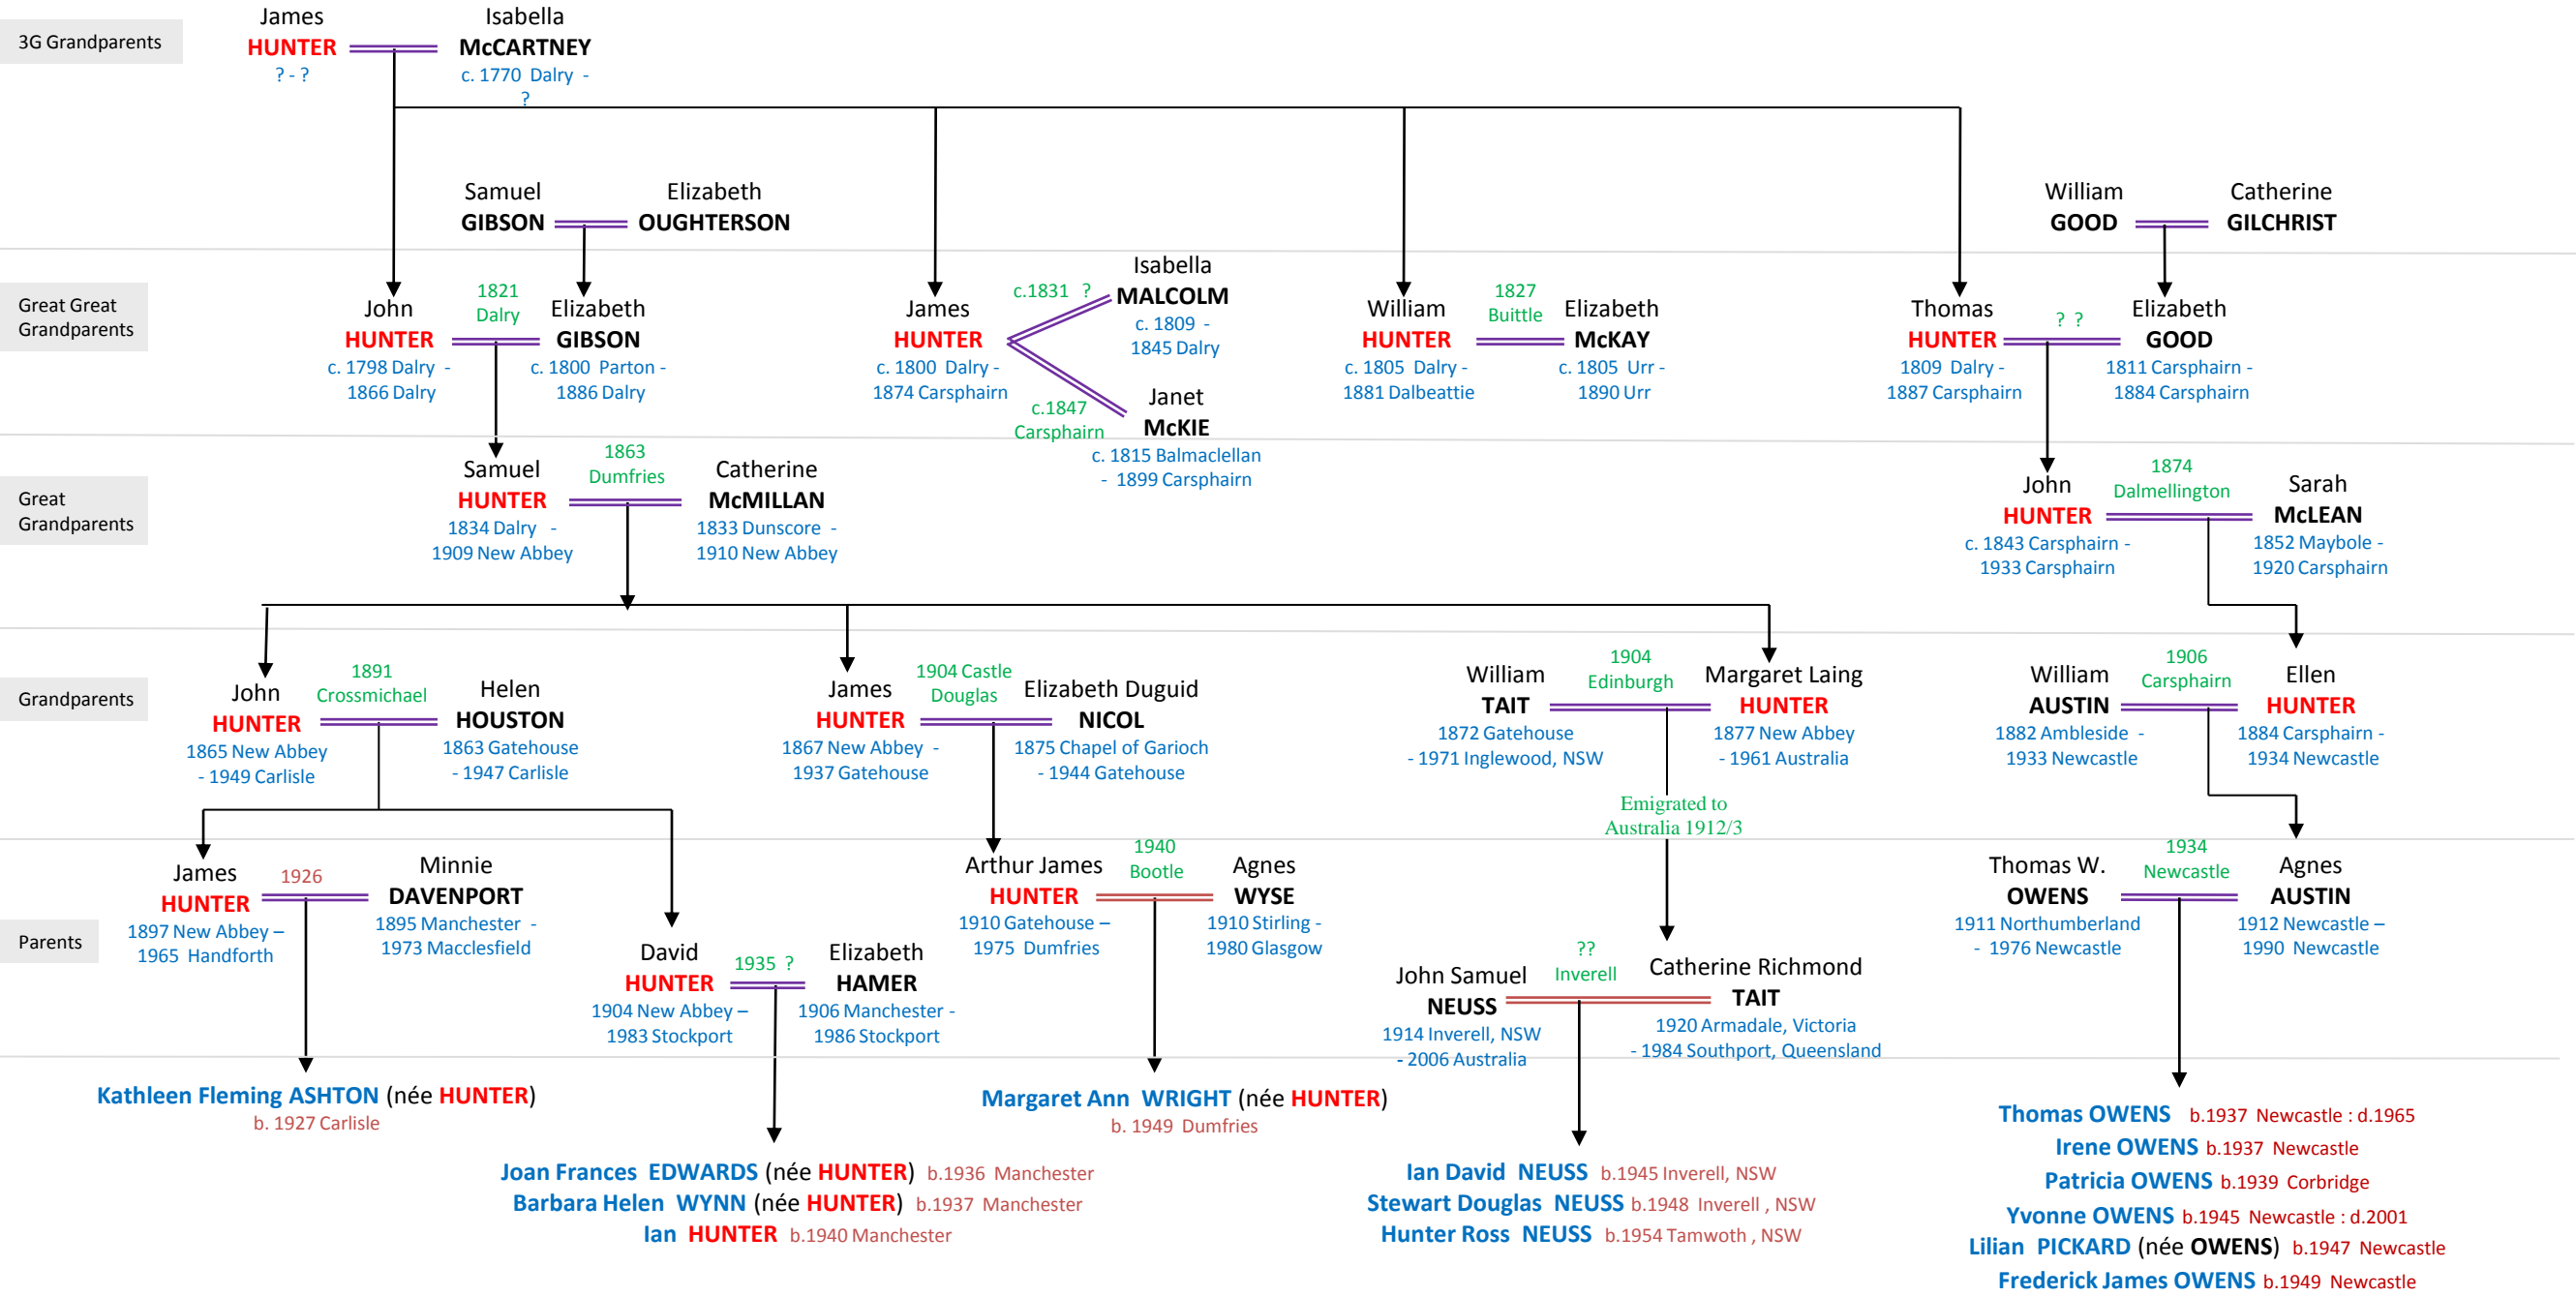 3G Grandparents
James
HUNTER
? - ?
Isabella
McCARTNEY
c. 1770 Dalry -
?
Samuel
GIBSON
Elizabeth
OUGHTERSON
William
GOOD
Catherine
GILCHRIST
Great Great
Grandparents
John
HUNTER
c. 1798 Dalry -
1866 Dalry
1821
Dalry
Elizabeth
GIBSON
c. 1800 Parton -
1886 Dalry
James
HUNTER
c. 1800 Dalry -
1874 Carsphairn
c.1831 ?
Isabella
MALCOLM
c. 1809 -
1845 Dalry
c.1847
Carsphairn
Janet
McKIE
c. 1815 Balmaclellan
- 1899 Carsphairn
William
HUNTER
c. 1805 Dalry -
1881 Dalbeattie
1827
Buittle
Elizabeth
McKAY
c. 1805 Urr -
1890 Urr
Thomas
HUNTER
1809 Dalry -
1887 Carsphairn
? ?
Elizabeth
GOOD
1811 Carsphairn -
1884 Carsphairn
Great
Grandparents
Samuel
HUNTER
1834 Dalry -
1909 New Abbey
1863
Dumfries
Catherine
McMILLAN
1833 Dunscore -
1910 New Abbey
John
HUNTER
c. 1843 Carsphairn -
1933 Carsphairn
1874
Dalmellington
Sarah
McLEAN
1852 Maybole -
1920 Carsphairn
Grandparents
John
HUNTER
1865 New Abbey
- 1949 Carlisle
1891
Crossmichael
Helen
HOUSTON
1863 Gatehouse
- 1947 Carlisle
James
HUNTER
1867 New Abbey -
1937 Gatehouse
1904 Castle
Douglas
Elizabeth Duguid
NICOL
1875 Chapel of Garioch
- 1944 Gatehouse
William
TAIT
1872 Gatehouse
- 1971 Inglewood, NSW
1904
Edinburgh
Margaret Laing
HUNTER
1877 New Abbey
- 1961 Australia
Emigrated to
Australia 1912/3
William
AUSTIN
1882 Ambleside -
1933 Newcastle
1906
Carsphairn
Ellen
HUNTER
1884 Carsphairn -
1934 Newcastle
Parents
James
HUNTER
1897 New Abbey –
1965 Handforth
1926
Minnie
DAVENPORT
1895 Manchester -
1973 Macclesfield
David
HUNTER
1904 New Abbey –
1983 Stockport
1935 ?
Elizabeth
HAMER
1906 Manchester -
1986 Stockport
Arthur James
HUNTER
1910 Gatehouse –
1975 Dumfries
1940
Bootle
Agnes
WYSE
1910 Stirling -
1980 Glasgow
John Samuel
NEUSS
1914 Inverell, NSW
- 2006 Australia
??
Inverell
Catherine Richmond
TAIT
1920 Armadale, Victoria
- 1984 Southport, Queensland
Thomas W.
OWENS
1911 Northumberland
- 1976 Newcastle
1934
Newcastle
Agnes
AUSTIN
1912 Newcastle –
1990 Newcastle
Kathleen Fleming ASHTON (née HUNTER)
b. 1927 Carlisle
Joan Frances EDWARDS (née HUNTER) b.1936 Manchester
Barbara Helen WYNN (née HUNTER) b.1937 Manchester
Ian HUNTER b.1940 Manchester
Margaret Ann WRIGHT (née HUNTER)
b. 1949 Dumfries
Ian David NEUSS b.1945 Inverell, NSW
Stewart Douglas NEUSS b.1948 Inverell , NSW
Hunter Ross NEUSS b.1954 Tamwoth , NSW
Thomas OWENS b.1937 Newcastle : d.1965
Irene OWENS b.1937 Newcastle
Patricia OWENS b.1939 Corbridge
Yvonne OWENS b.1945 Newcastle : d.2001
Lilian PICKARD (née OWENS) b.1947 Newcastle
Frederick James OWENS b.1949 Newcastle